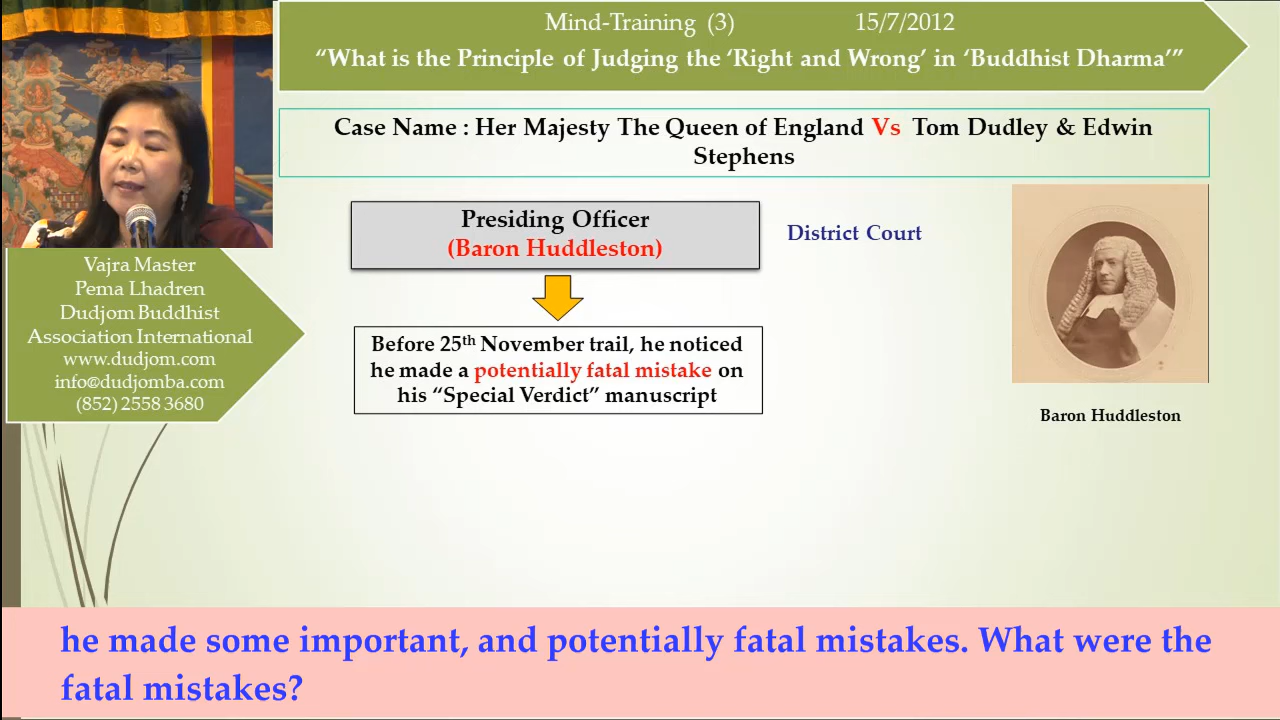 Mind-Training (3) 15/7/2012
“What is the Principle of Judging the ‘Right and Wrong’ in ‘Buddhist Dharma’”
Case Name : Her Majesty The Queen of England Vs Tom Dudley & Edwin
Stephens
Presiding Officer
(Baron Huddleston)
District Court
Before 25th November trail, he noticed
he made a potentially fatal mistake on
his “Special Verdict” manuscript
Baron Huddleston
Vajra Master
Pema Lhadren
Dudjom Buddhist
Association International
www.dudjom.com
info@dudjomba.com
(852) 2558 3680
he made some important, and potentially fatal mistakes. What were the
fatal mistakes?